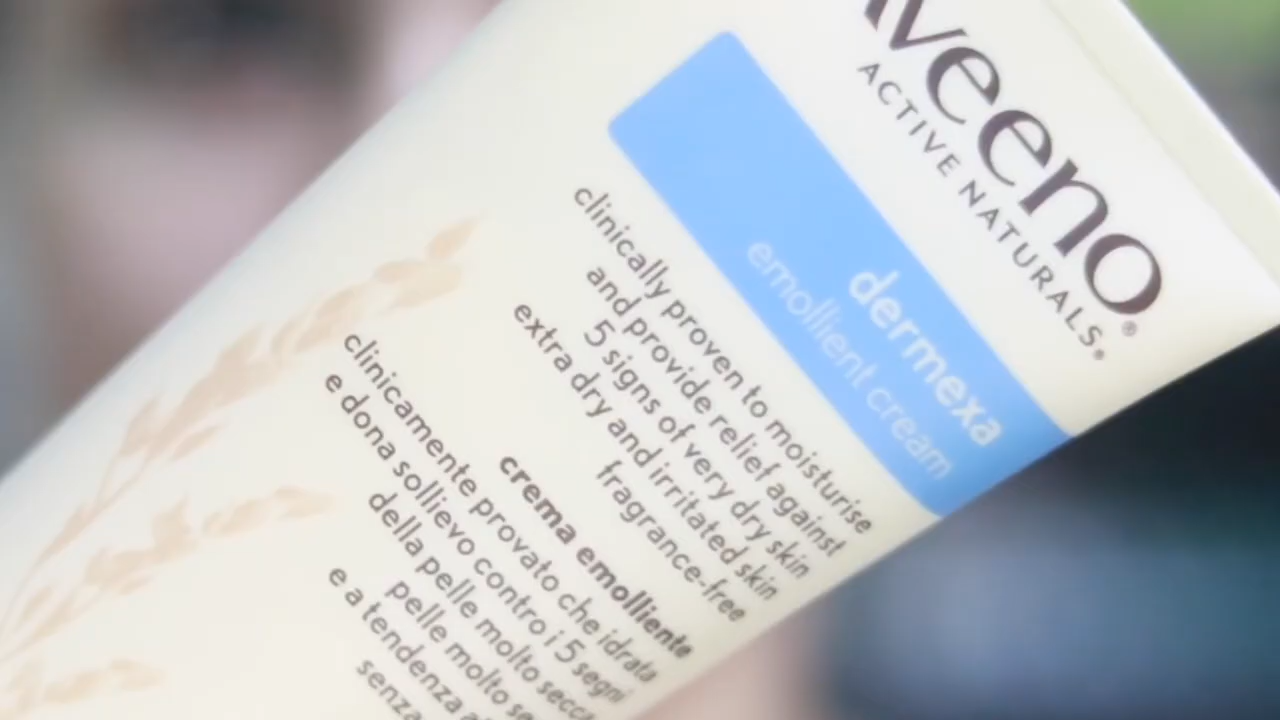 Aveeno®
ACTIVE NATURALS®
dermexa
emollient cream
clinically proven to moisturise
and provide relief against
5 signs of very dry skin
extra dry and irritated skin
fragrance-free
crema emolliente
clinicamente provato che idrata
e dona sollievo contro i 5 segni
della pelle molto secca
pelle molto
e a tendenza
senza